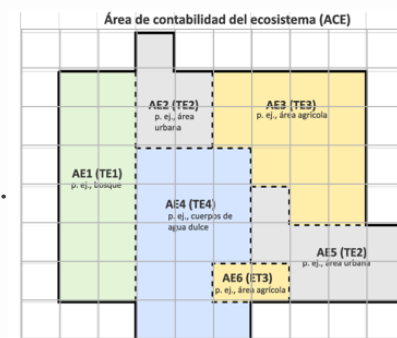 Área de contabilidad del ecosistema (ACE)
AE2 (TE2)
p. ej., área
urbana
AE3 (TE3)
p. ej., área agrícola
AE1 (TE1)
p. ej., bosque
AE4 (TE4)
p. ej., cuerpos de
agua dulce
AE5 (TE2)
p. ej., área urbana
AE6 (ET3)
p. ej., área agrícola